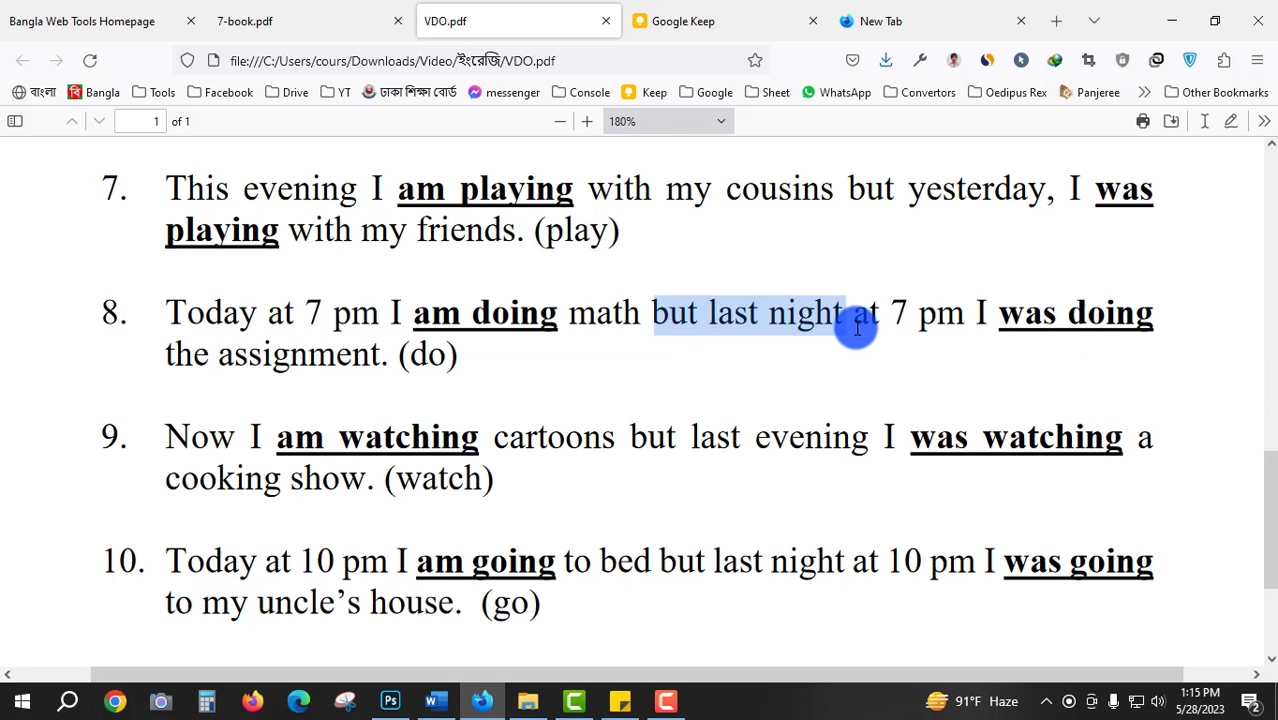 Bangla Web Tools Homepage
7-book.pdf
VDO.pdf
Google Keep
New Tab
file:///C:/Users/cours/Downloads/Video/ইংরেজি/VDO.pdf
বাংলা
Bangla
Tools
Facebook
Drive
YT
ঢাকা শিক্ষা বোর্ড
messenger
Console
Keep
Google
Sheet
WhatsApp
Convertors
Oedipus Rex
Panjeree
Other Bookmarks
1 of 1
180%
7. This evening I am playing with my cousins but yesterday, I was
playing with my friends. (play)
8. Today at 7 pm I am doing math but last night at 7 pm I was doing
the assignment. (do)
9. Now I am watching cartoons but last evening I was watching a
cooking show. (watch)
10. Today at 10 pm I am going to bed but last night at 10 pm I was going
to my uncle’s house. (go)
91°F Haze
1:15 PM
5/28/2023
2